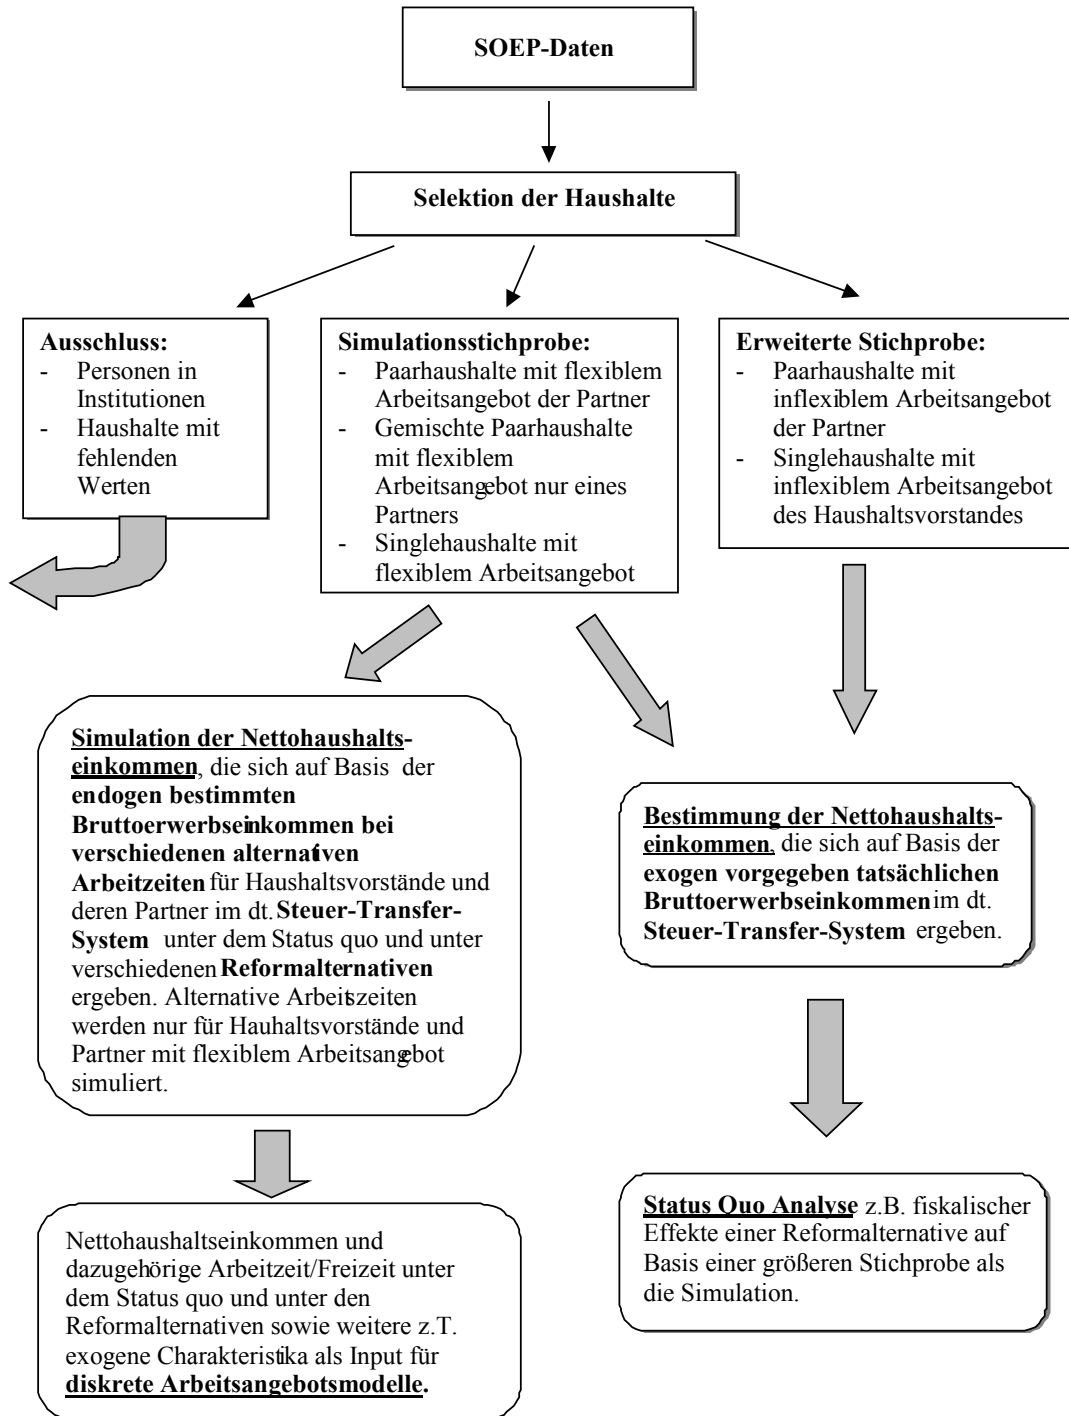 SOEP-Daten
Selektion der Haushalte
Ausschluss:
- Personen in
Institutionen
- Haushalte mit
fehlenden
Werten
Simulationsstichprobe:
- Paarhaushalte mit flexiblem
Arbeitsangebot der Partner
- Gemischte Paarhaushalte
mit flexiblem
Arbeitsangebot nur eines
Partners
- Singlehaushalte mit
flexiblem Arbeitsangebot
Erweiterte Stichprobe:
- Paarhaushalte mit
inflexiblem Arbeitsangebot
der Partner
- Singlehaushalte mit
inflexiblem Arbeitsangebot
des Haushaltsvorstandes
Simulation der Nettohaushalts-
einkommen, die sich auf Basis der
endogen bestimmten
Bruttoerwerbseinkommen bei
verschiedenen alternativen
Arbeitzeiten für Haushaltsvorstände und
deren Partner im dt. Steuer-Transfer-
System unter dem Status quo und unter
verschiedenen Reformalternativen
ergeben. Alternative Arbeitszeiten
werden nur für Hauhaltsvorstände und
Partner mit flexiblem Arbeitsangebot
simuliert.
Bestimmung der Nettohaushalts-
einkommen, die sich auf Basis der
exogen vorgegeben tatsächlichen
Bruttoerwerbseinkommen im dt.
Steuer-Transfer-System ergeben.
Nettohaushaltseinkommen und
dazugehörige Arbeitzeit/Freizeit unter
dem Status quo und unter den
Reformalternativen sowie weitere z.T.
exogene Charakteristika als Input für
diskrete Arbeitsangebotsmodelle.
Status Quo Analyse z.B. fiskalischer
Effekte einer Reformalternative auf
Basis einer größeren Stichprobe als
die Simulation.